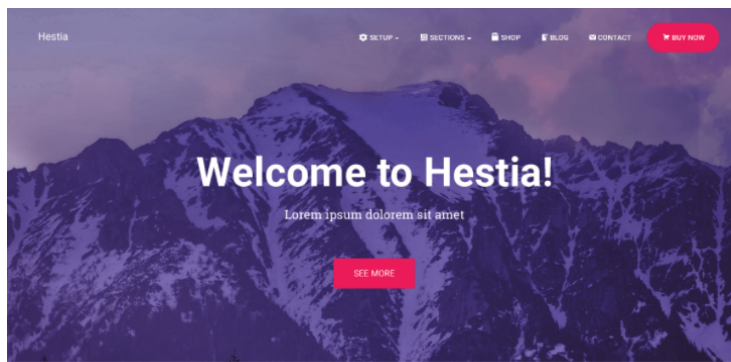 Hestia
SETUP
SECTIONS
SHOP
BLOG
CONTACT
BUY NOW
Welcome to Hestia!
Lorem ipsum dolorem sit amet
SEE MORE